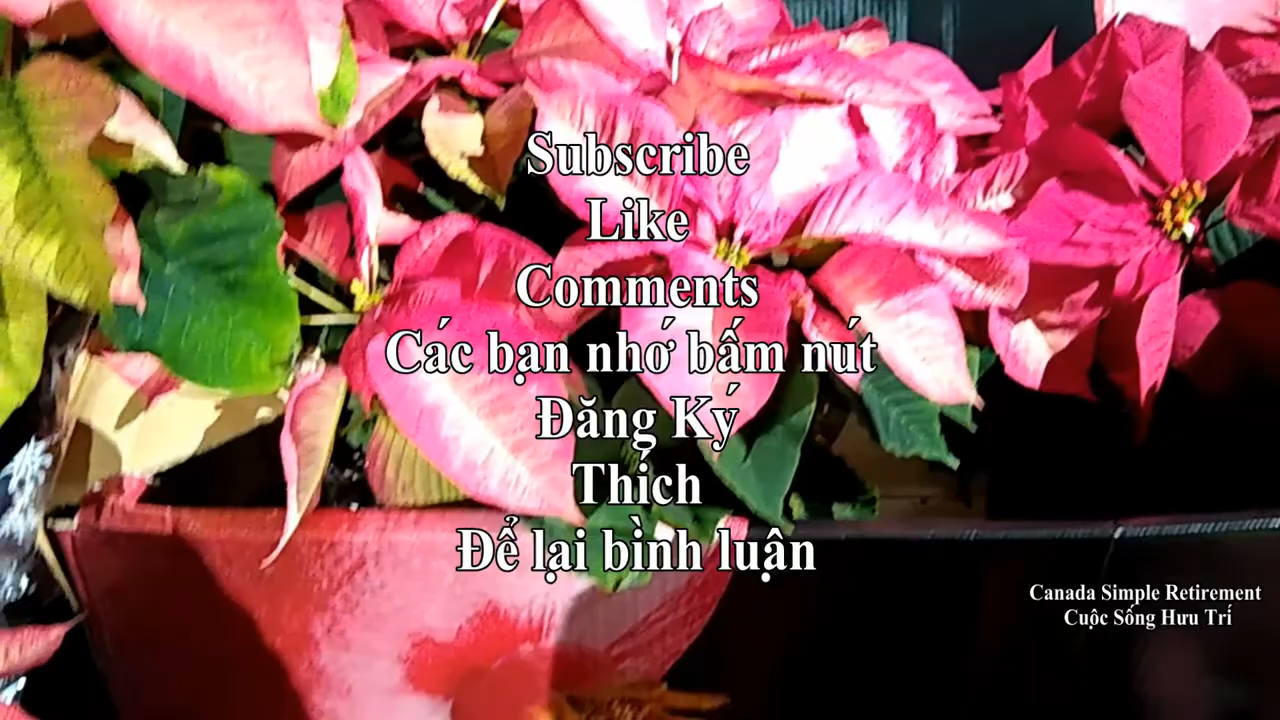 Subscribe
Like
Comments
Các bạn nhớ bấm nút
Đăng Ký
Thích
Để lại bình luận
Canada Simple Retirement
Cuộc Sống Hưu Trí